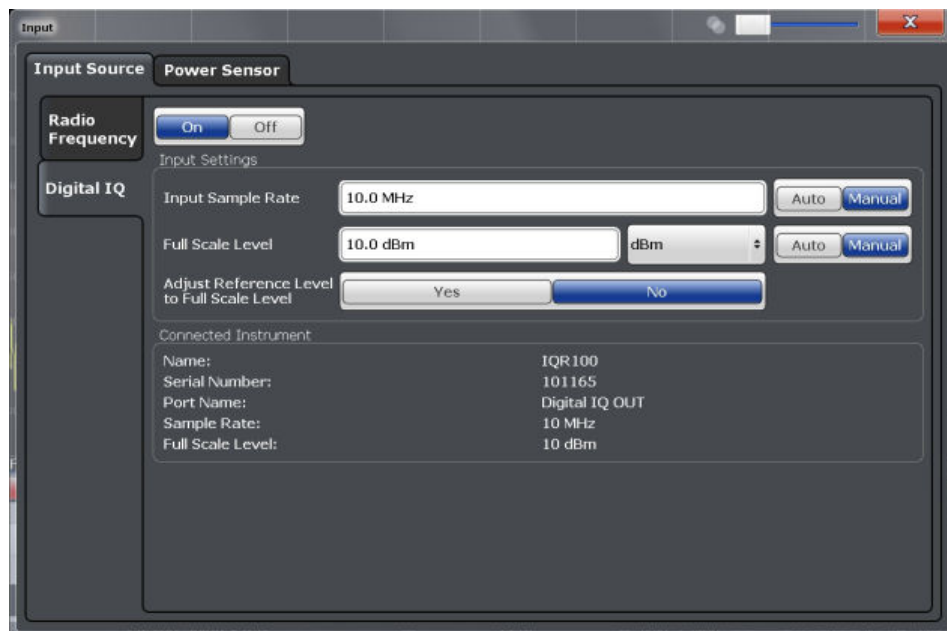 Input
Input Source
Power Sensor
Radio
Frequency
On
Off
Input Settings
Digital IQ
Input Sample Rate
10.0 MHz
Auto
Manual
Full Scale Level
10.0 dBm
dBm
Auto
Manual
Adjust Reference Level
to Full Scale Level
Yes
No
Connected Instrument
Name: IQR100
Serial Number: 101165
Port Name: Digital IQ OUT
Sample Rate: 10 MHz
Full Scale Level: 10 dBm